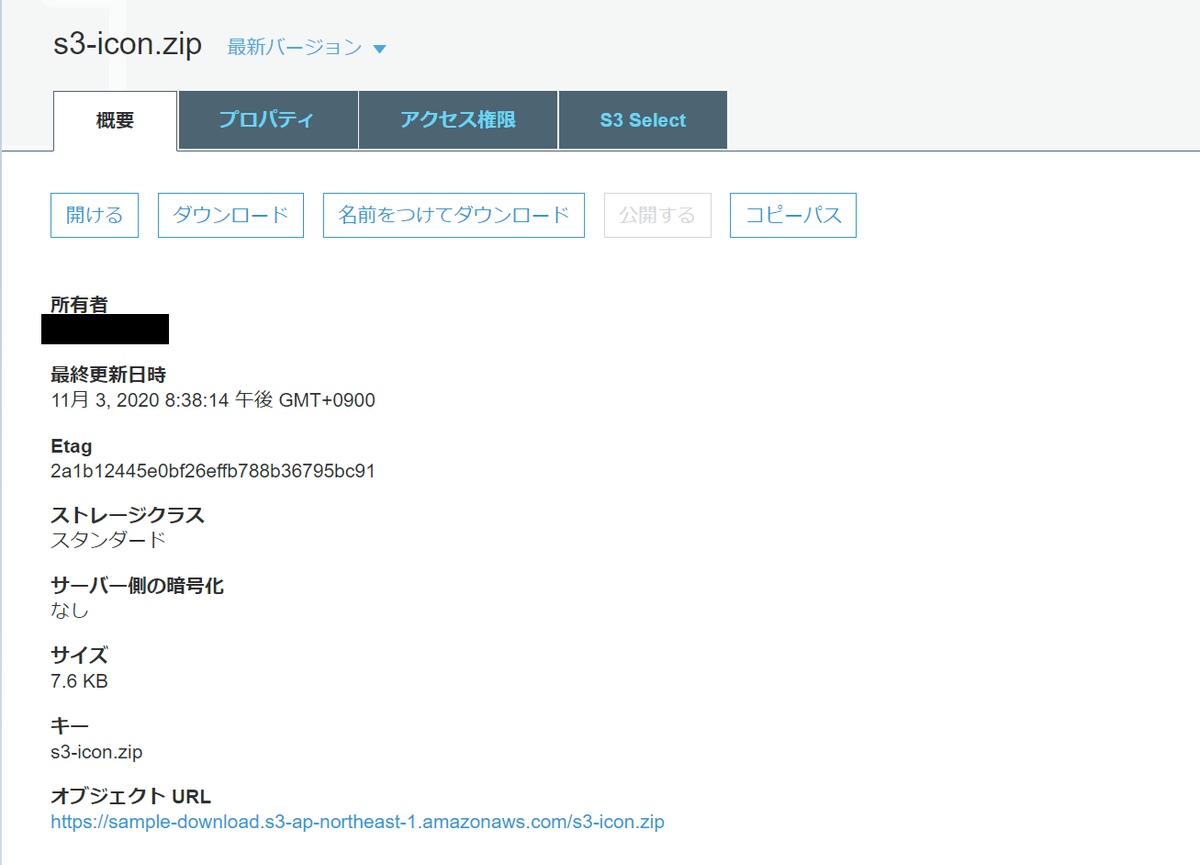 s3-icon.zip 最新バージョン
概要 プロパティ アクセス権限 S3 Select
開ける ダウンロード 名前をつけてダウンロード 公開する コピーパス
所有者
最終更新日時
11月 3, 2020 8:38:14 午後 GMT+0900
Etag
2a1b12445e0bf26effb788b36795bc91
ストレージクラス
スタンダード
サーバー側の暗号化
なし
サイズ
7.6 KB
キー
s3-icon.zip
オブジェクト URL
https://sample-download.s3-ap-northeast-1.amazonaws.com/s3-icon.zip